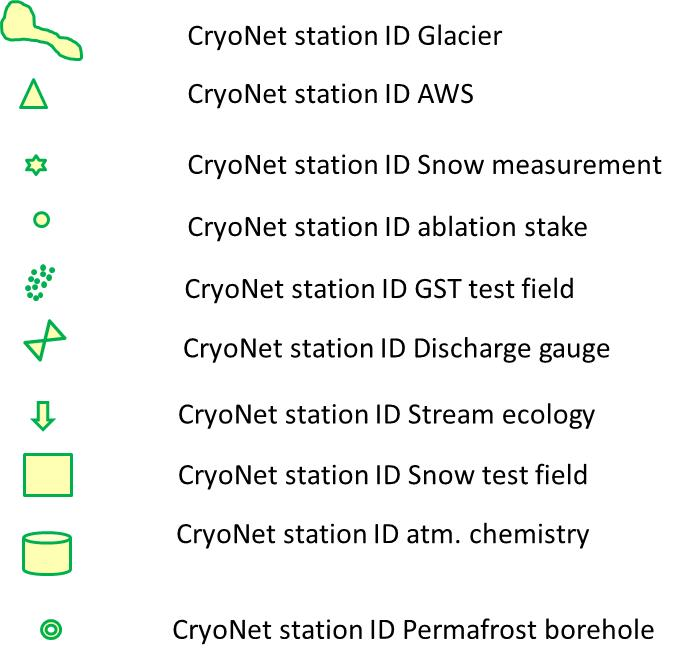 CryoNet station ID Glacier
CryoNet station ID AWS
CryoNet station ID Snow measurement
CryoNet station ID ablation stake
CryoNet station ID GST test field
CryoNet station ID Discharge gauge
CryoNet station ID Stream ecology
CryoNet station ID Snow test field
CryoNet station ID atm. chemistry
CryoNet station ID Permafrost borehole